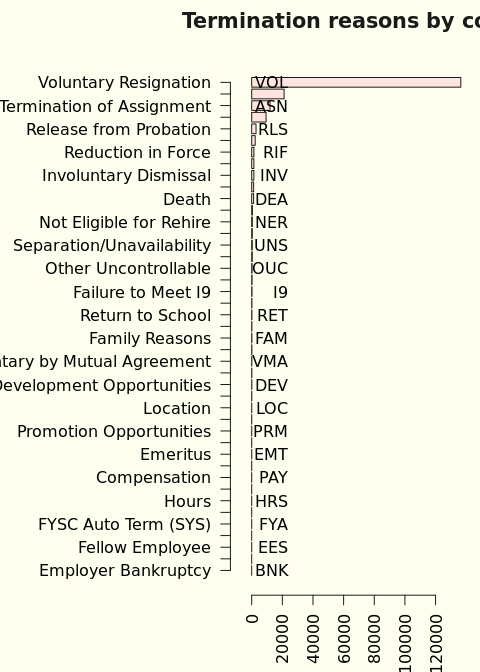 Termination reasons by co
Voluntary Resignation VOL
Termination of Assignment ASN
Release from Probation RLS
Reduction in Force RIF
Involuntary Dismissal INV
Death DEA
Not Eligible for Rehire NER
Separation/Unavailability UNS
Other Uncontrollable OUC
Failure to Meet I9 I9
Return to School RET
Family Reasons FAM
ntary by Mutual Agreement VMA
Development Opportunities DEV
Location LOC
Promotion Opportunities PRM
Emeritus EMT
Compensation PAY
Hours HRS
FYSC Auto Term (SYS) FYA
Fellow Employee EES
Employer Bankruptcy BNK
0 20000 40000 60000 80000 100000 120000